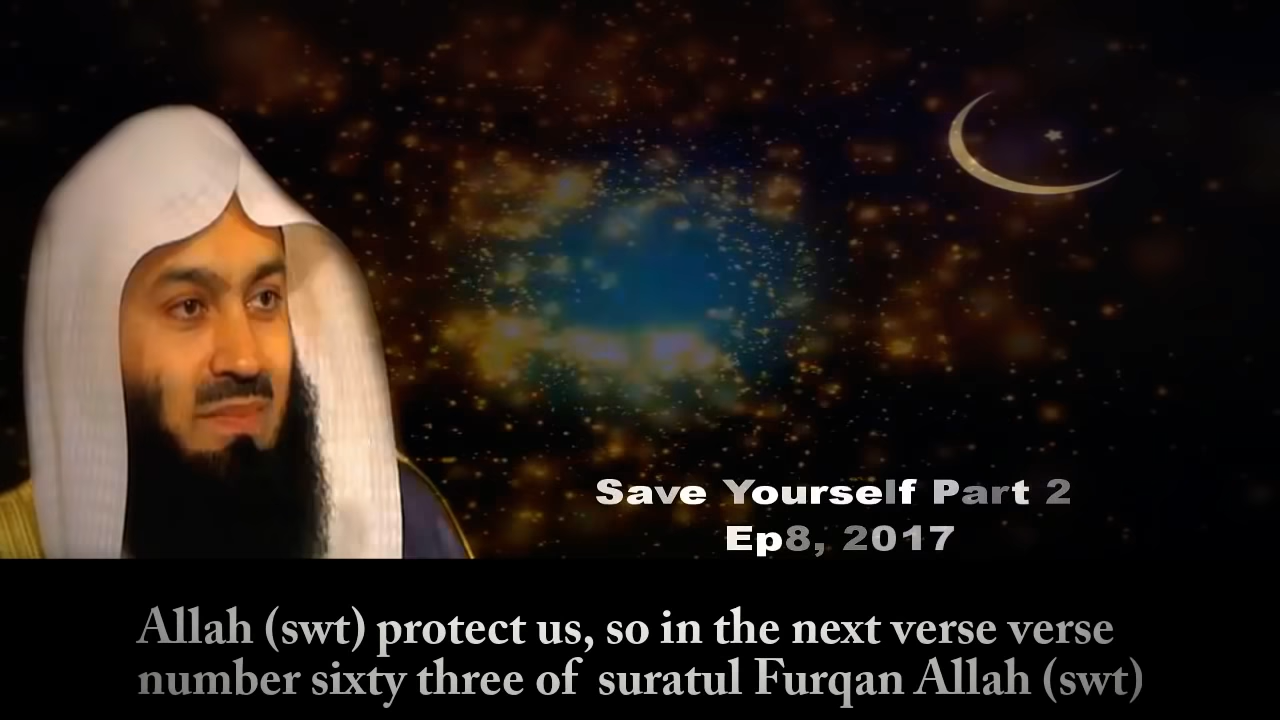 Save Yourself Part 2
Ep8, 2017
Allah (swt) protect us, so in the next verse verse
number sixty three of suratul Furqan Allah (swt)